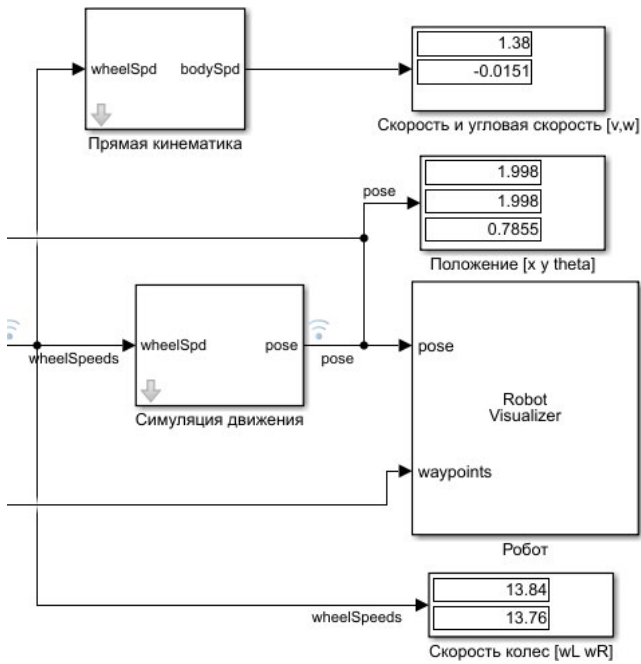 wheelSpd bodySpd
Прямая кинематика
1.38
-0.0151
Скорость и угловая скорость [v,w]
pose
1.998
1.998
0.7855
Положение [x y theta]
wheelSpeeds
wheelSpd pose
pose
Симуляция движения
pose
Robot
Visualizer
waypoints
Робот
wheelSpeeds
13.84
13.76
Скорость колес [wL wR]